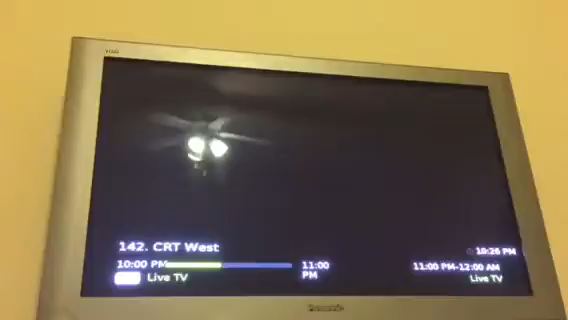 142. CRT West
10:26 PM
10:00 PM
11:00 PM
11:00 PM-12:00 AM
Live TV
Live TV
Panasonic